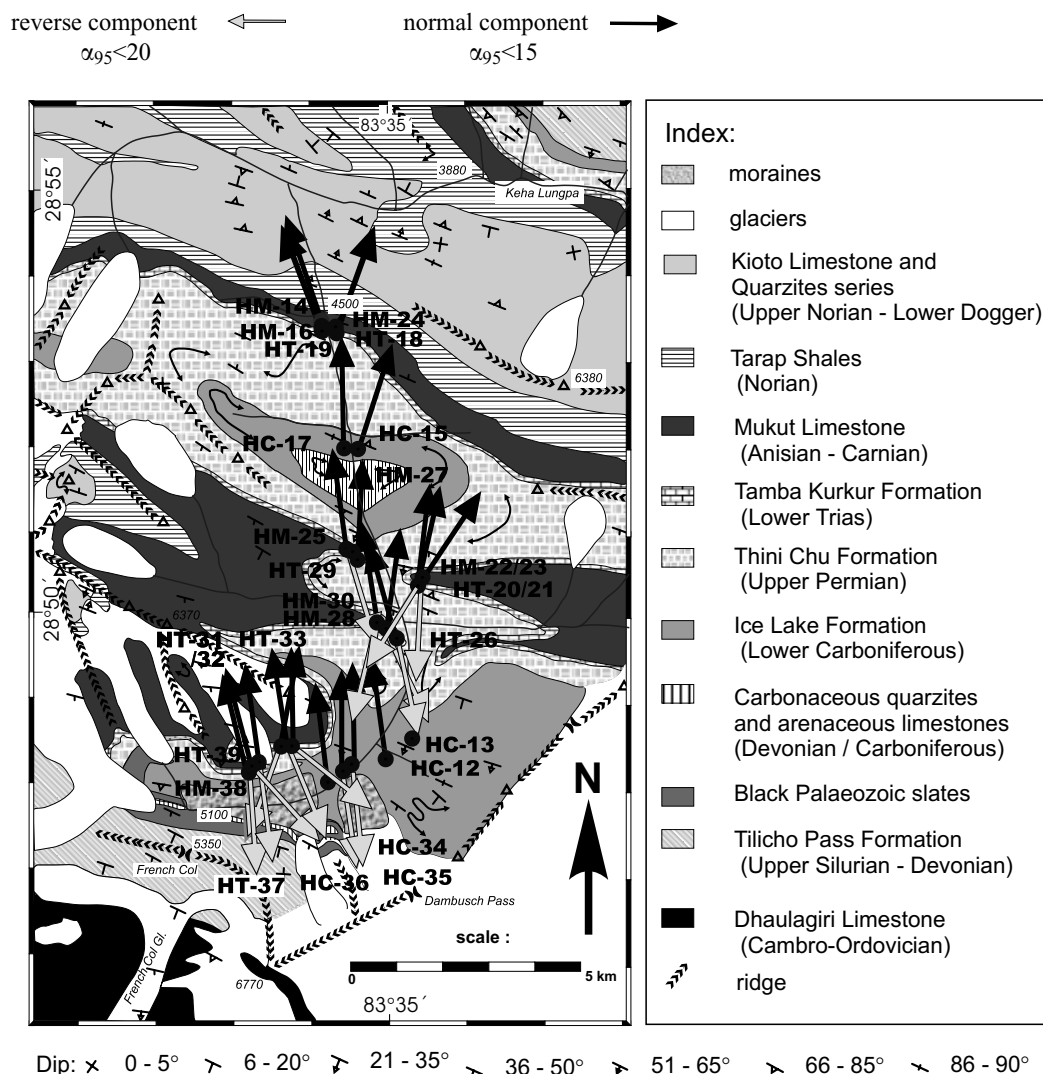 reverse component
α95<20
normal component
α95<15
83°35´
28°55´
3880
Keha Lungpa
4500
HM-14
HM-24
HM-16
HT-18
HT-19
6380
HC-15
HC-17
HM-27
HM-25
HT-29
HM-22/23
HT-20/21
HM-30
HM-28
28°50´
6370
HT-31
/32
HT-33
HT-26
HT-39
HC-13
HC-12
HM-38
5100
5350
French Col
HC-34
HT-37
HC-36
HC-35
Dambusch Pass
N
scale :
0
5 km
French Col Gl.
6770
83°35´
Index:
moraines
glaciers
Kioto Limestone and
Quarzites series
(Upper Norian - Lower Dogger)
Tarap Shales
(Norian)
Mukut Limestone
(Anisian - Carnian)
Tamba Kurkur Formation
(Lower Trias)
Thini Chu Formation
(Upper Permian)
Ice Lake Formation
(Lower Carboniferous)
Carbonaceous quarzites
and arenaceous limestones
(Devonian / Carboniferous)
Black Palaeozoic slates
Tilicho Pass Formation
(Upper Silurian - Devonian)
Dhaulagiri Limestone
(Cambro-Ordovician)
ridge
Dip: 0 - 5° 6 - 20° 21 - 35° 36 - 50° 51 - 65° 66 - 85° 86 - 90°